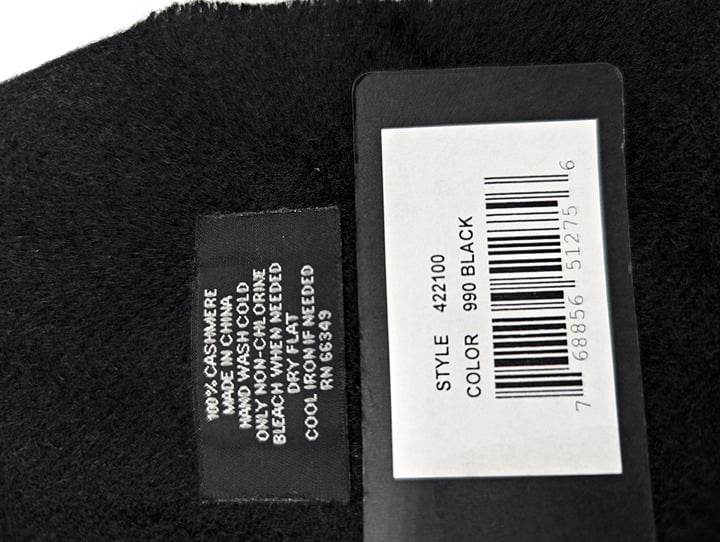 100% CASHMERE
MADE IN CHINA
HAND WASH COLD
ONLY NON-CHLORINE
BLEACH WHEN NEEDED
DRY FLAT
COOL IRON IF NEEDED
RN 66349
STYLE 422100
COLOR 990 BLACK
7 68856 51275 6